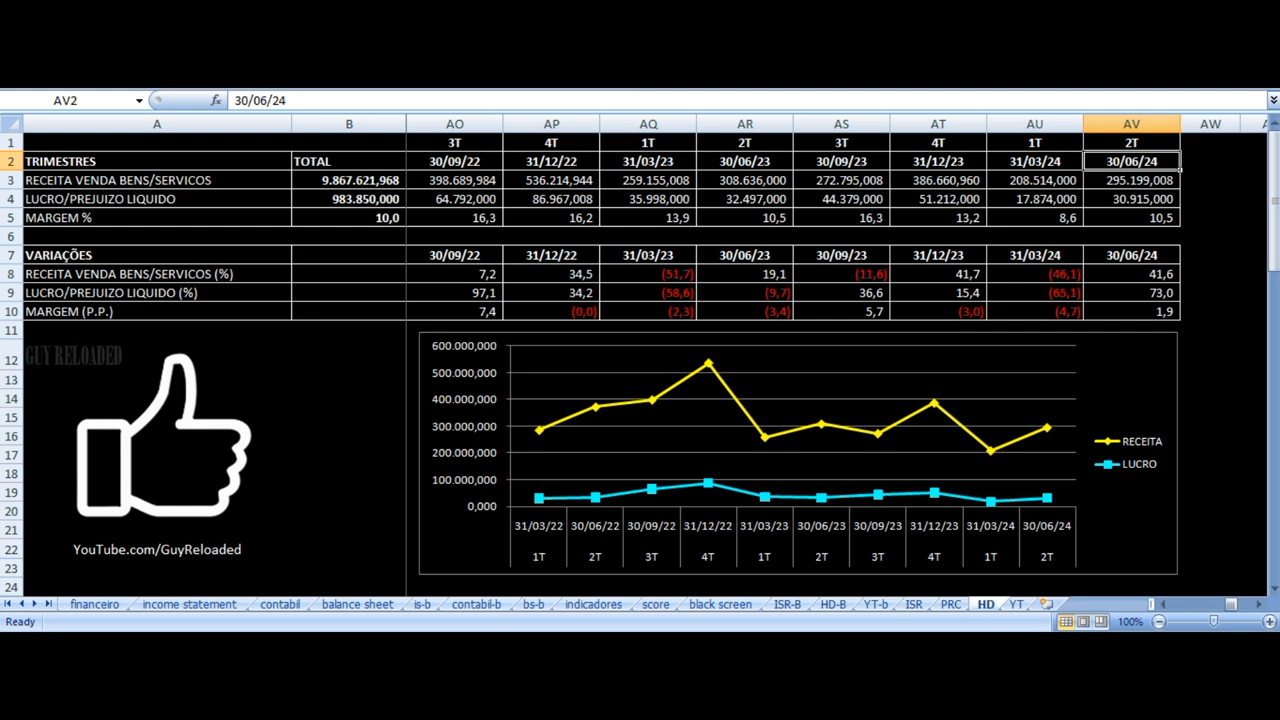 AV2 fx 30/06/24
A B AO AP AQ AR AS AT AU AV AW
1 3T 4T 1T 2T 3T 4T 1T 2T
2 TRIMESTRES TOTAL 30/09/22 31/12/22 31/03/23 30/06/23 30/09/23 31/12/23 31/03/24 30/06/24
3 RECEITA VENDA BENS/SERVICOS 9.867.621,968 398.689,984 536.214,944 259.155,008 308.636,000 272.795,008 386.660,960 208.514,000 295.199,008
4 LUCRO/PREJUIZO LIQUIDO 983.850,000 64.792,000 86.967,008 35.998,000 32.497,000 44.379,000 51.212,000 17.874,000 30.915,000
5 MARGEM % 10,0 16,3 16,2 13,9 10,5 16,3 13,2 8,6 10,5
6
7 VARIAÇÕES 30/09/22 31/12/22 31/03/23 30/06/23 30/09/23 31/12/23 31/03/24 30/06/24
8 RECEITA VENDA BENS/SERVICOS (%) 7,2 34,5 (51,7) 19,1 (11,6) 41,7 (46,1) 41,6
9 LUCRO/PREJUIZO LIQUIDO (%) 97,1 34,2 (58,6) (9,7) 36,6 15,4 (65,1) 73,0
10 MARGEM (P.P.) 7,4 (0,0) (2,3) (3,4) 5,7 (3,0) (4,7) 1,9
11
12 GUY RELOADED
13
14
15
16
17
18
19
20
21
22
23
24
YouTube.com/GuyReloaded
600.000,000
500.000,000
400.000,000
300.000,000
200.000,000
100.000,000
0,000
31/03/22 30/06/22 30/09/22 31/12/22 31/03/23 30/06/23 30/09/23 31/12/23 31/03/24 30/06/24
1T 2T 3T 4T 1T 2T 3T 4T 1T 2T
RECEITA
LUCRO
financeiro income statement contabil balance sheet is-b contabil-b bs-b indicadores score black screen ISR-B HD-B YT-b ISR PRC HD YT
Ready 100%